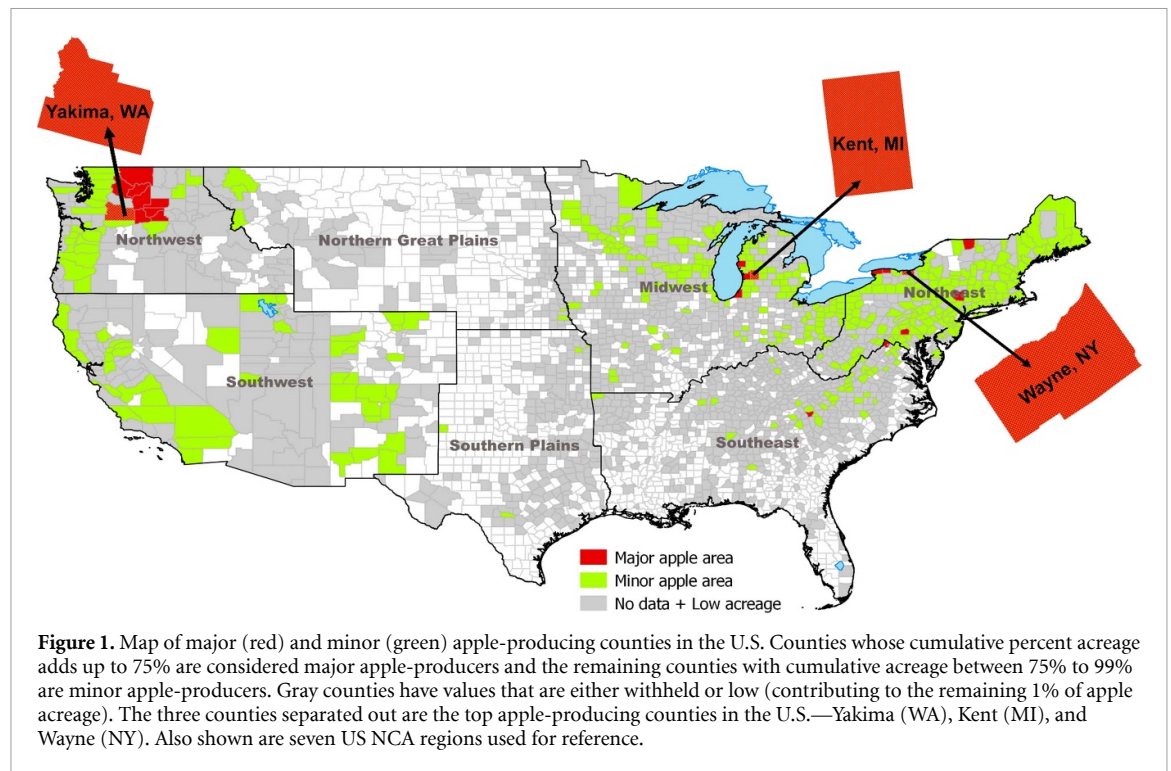 Yakima, WA
Kent, MI
Northwest
Northern Great Plains
Midwest
Northeast
Southwest
Wayne, NY
Southern Plains
Southeast
Major apple area
Minor apple area
No data + Low acreage
Figure 1. Map of major (red) and minor (green) apple-producing counties in the U.S. Counties whose cumulative percent acreage
adds up to 75% are considered major apple-producers and the remaining counties with cumulative acreage between 75% to 99%
are minor apple-producers. Gray counties have values that are either withheld or low (contributing to the remaining 1% of apple
acreage). The three counties separated out are the top apple-producing counties in the U.S.—Yakima (WA), Kent (MI), and
Wayne (NY). Also shown are seven US NCA regions used for reference.